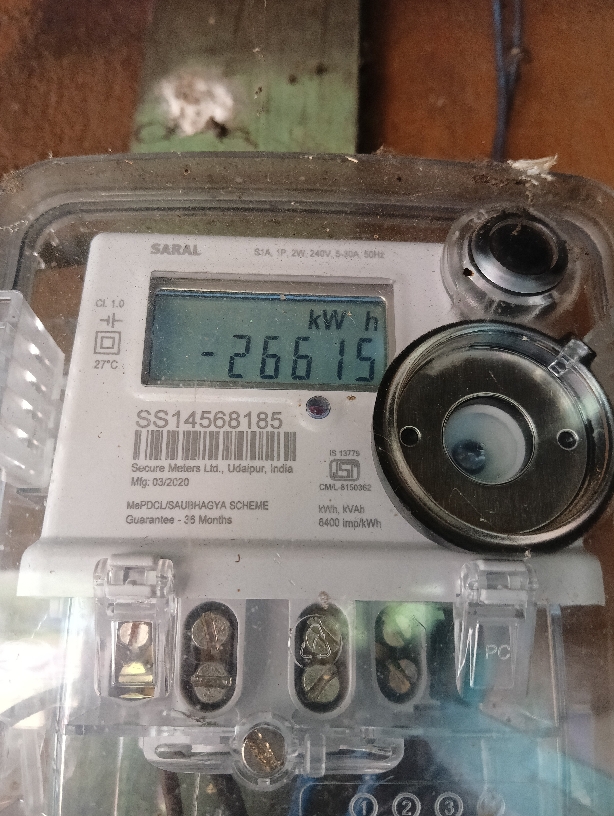 SARAL
S1A, 1P, 2W, 240V, 5-30A, 50Hz
CL 1.0
27°C
kW h
-26615
SS14568185
Secure Meters Ltd., Udaipur, India
Mfg: 03/2020
IS 13779
ISI
CM/L-8150362
MePDCL/SAUBHAGYA SCHEME
Guarantee - 36 Months
kWh, kVAh
6400 imp/kWh
PC
1 2 3